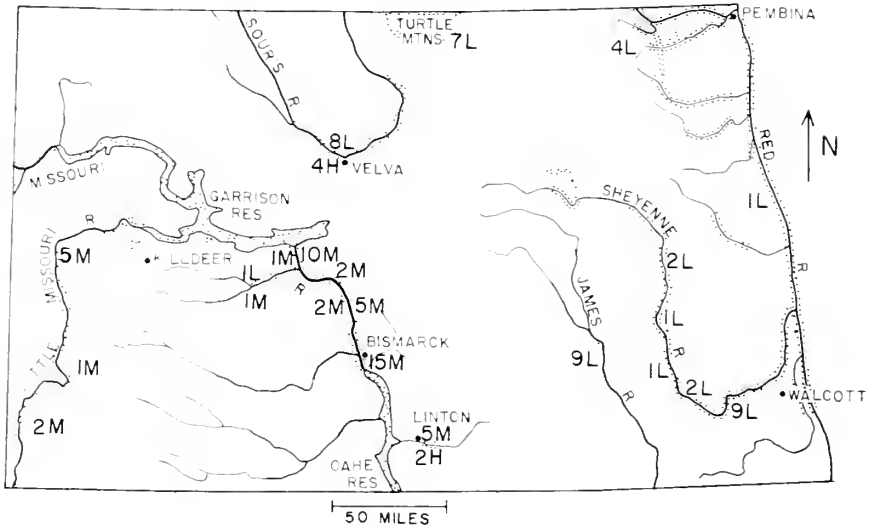 PEMBINA
TURTLE
MTNS
7L
4L
SOURIS
R
8L
4H
VELVA
N
MISSOURI
R
GARRISON
RES
RED
R
1L
SHEYENNE
R
2L
1L
1L
2L
9L
WALCOTT
JAMES
R
9L
5M
KILLDEER
1M
10M
2M
1L
1M
R
2M
5M
BISMARCK
15M
MISSOURI
1M
2M
LINTON
5M
2H
OAHE
RES
50 MILES